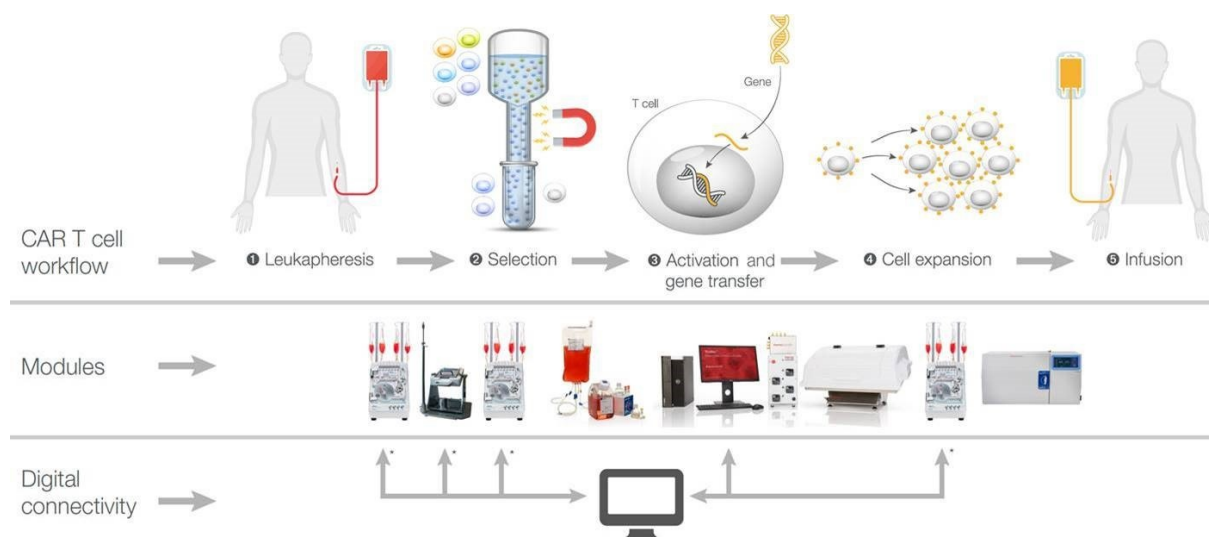 Gene
T cell
CAR T cell
workflow
❶ Leukapheresis
❷ Selection
❸ Activation and
gene transfer
❹ Cell expansion
❺ Infusion
Modules
*
*
*
*
Digital
connectivity